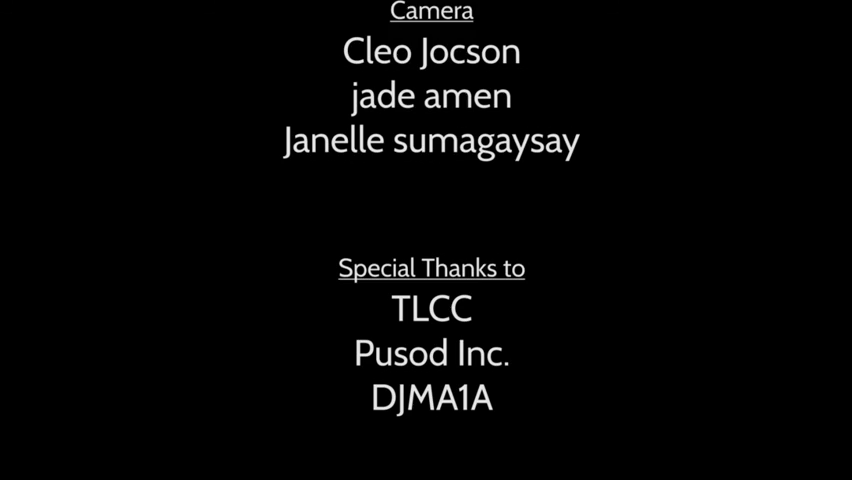 Camera
Cleo Jocson
jade amen
Janelle sumagaysay
Special Thanks to
TLCC
Pusod Inc.
DJMA1A